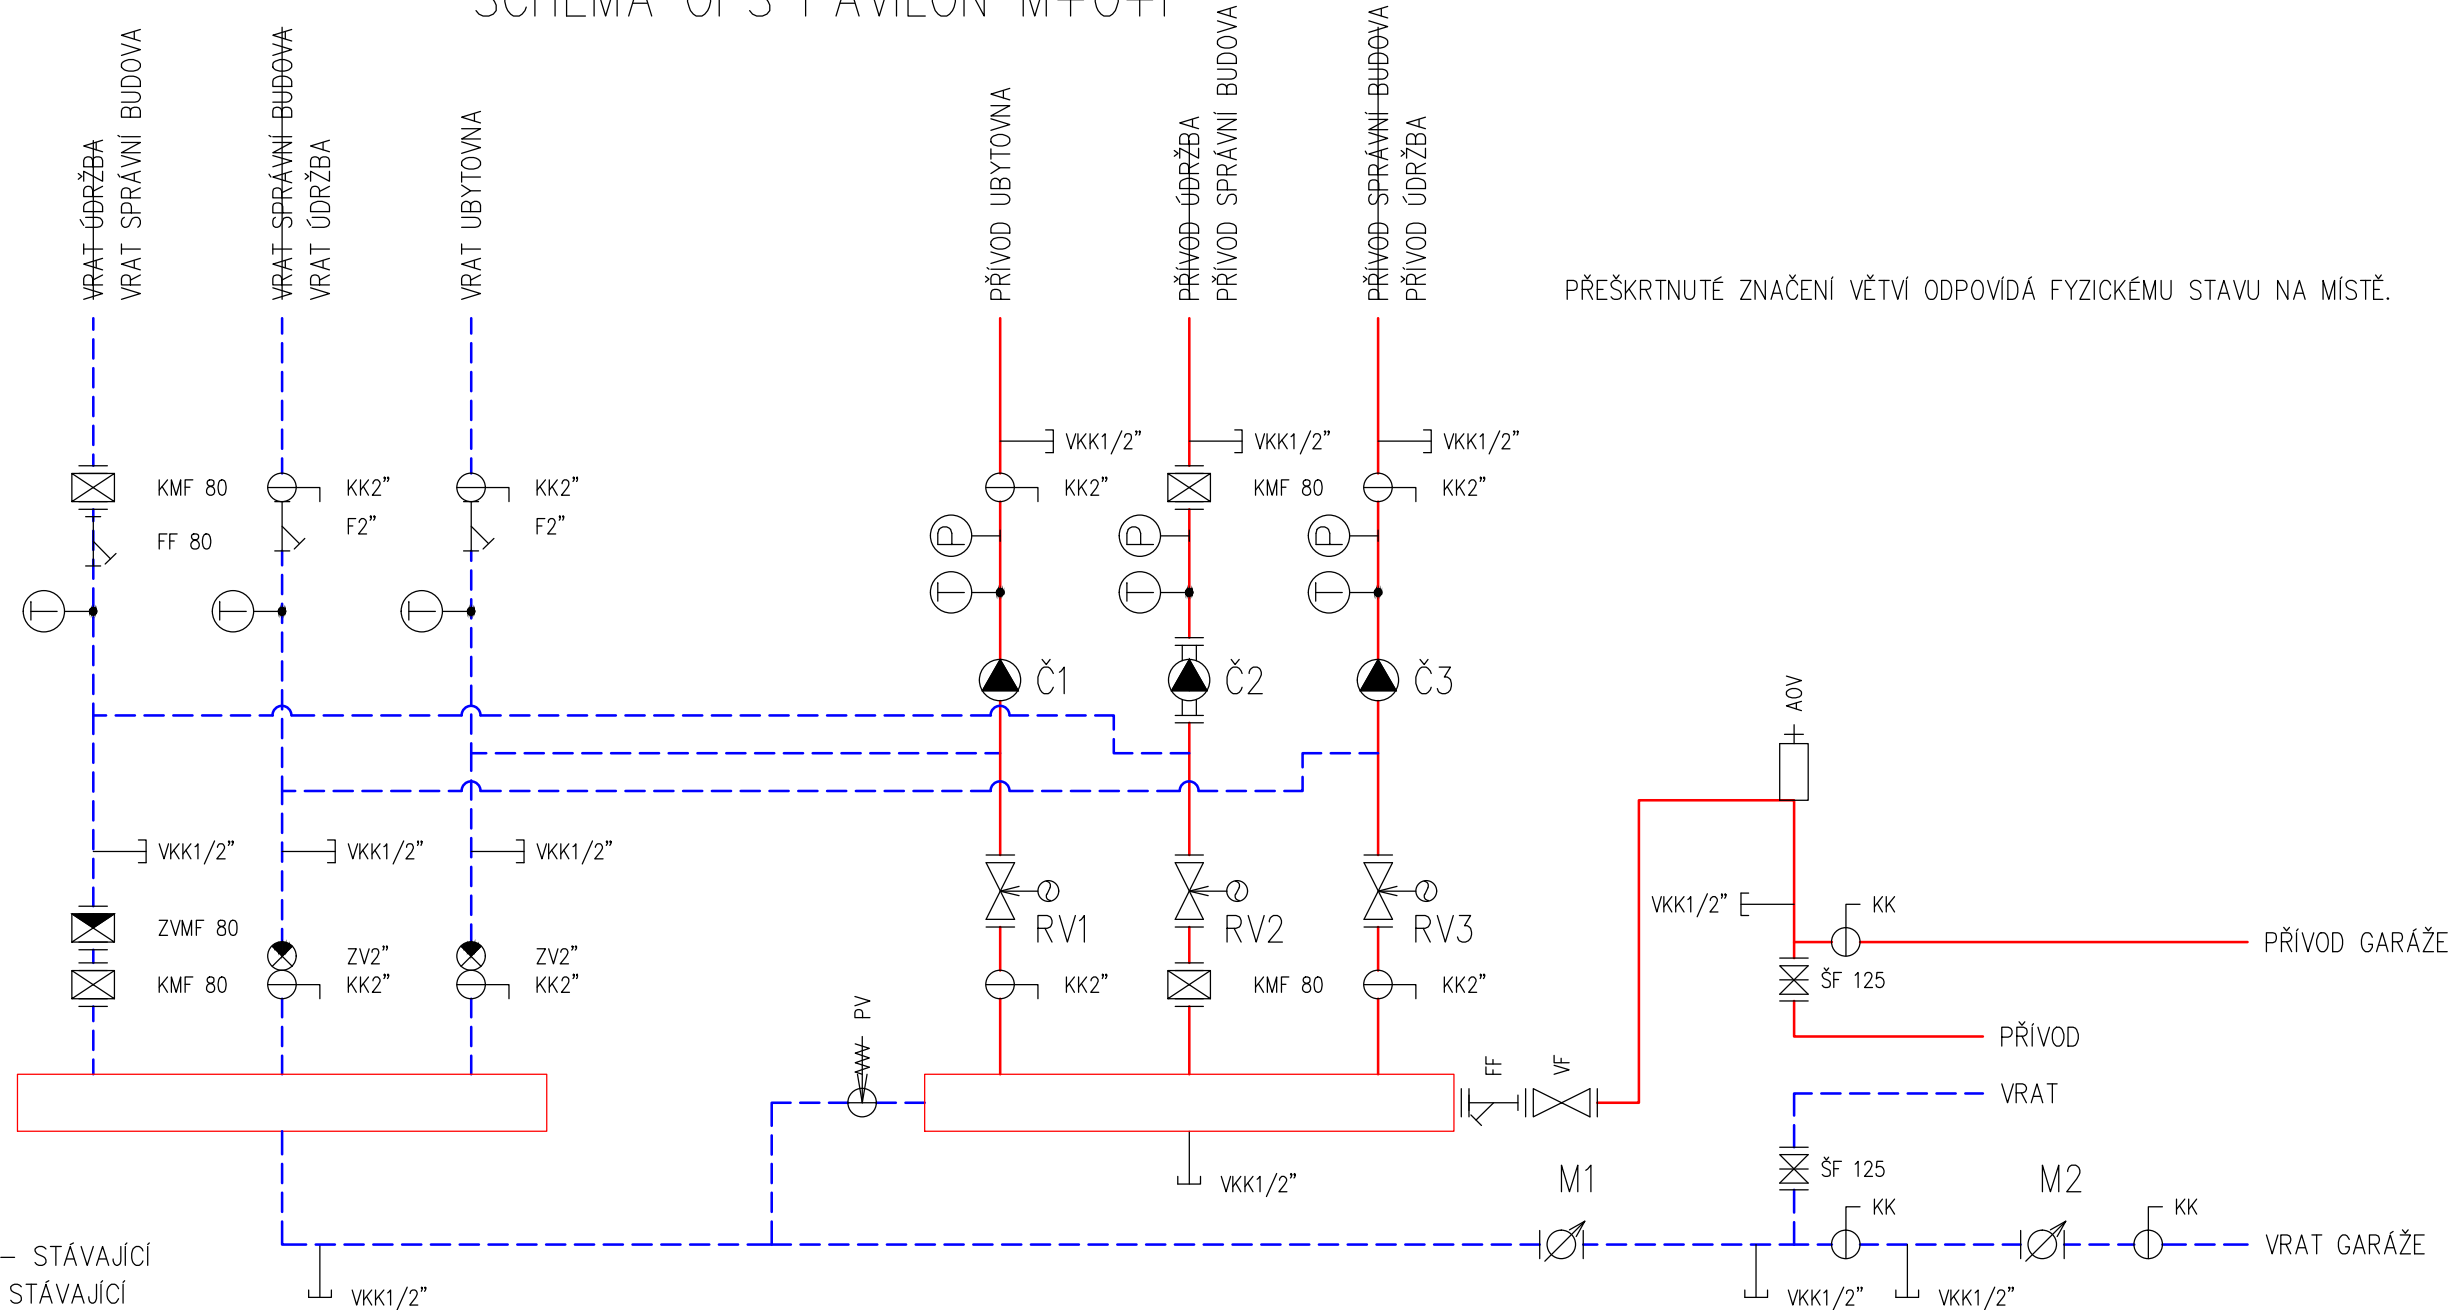 VRAT ÚDRŽBA
VRAT SPRÁVNÍ BUDOVA
VRAT SPRÁVNÍ BUDOVA
VRAT ÚDRŽBA
VRAT UBYTOVNA
PŘÍVOD UBYTOVNA
PŘÍVOD ÚDRŽBA
PŘÍVOD SPRÁVNÍ BUDOVA
PŘÍVOD SPRÁVNÍ BUDOVA
PŘÍVOD ÚDRŽBA
PŘEŠKRTNUTÉ ZNAČENÍ VĚTVÍ ODPOVÍDÁ FYZICKÉMU STAVU NA MÍSTĚ.
VKK1/2"
VKK1/2"
VKK1/2"
KMF 80
KK2"
KK2"
KK2"
KMF 80
KK2"
FF 80
F2"
F2"
P
P
P
T
T
T
T
T
T
Č1
Č2
Č3
AOV
VKK1/2"
VKK1/2"
VKK1/2"
VKK1/2"
KK
ZVMF 80
RV1
RV2
RV3
PŘÍVOD GARÁŽE
ZV2"
ZV2"
KMF 80
KK2"
KK2"
KK2"
KMF 80
KK2"
ŠF 125
PV
PŘÍVOD
FF
VF
VRAT
VKK1/2"
M1
ŠF 125
M2
KK
KK
VRAT GARÁŽE
– STÁVAJÍCÍ
STÁVAJÍCÍ
VKK1/2"
VKK1/2"
VKK1/2"